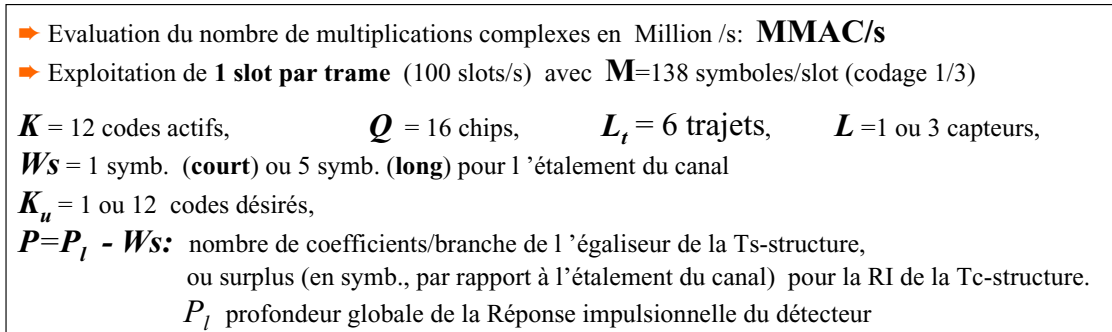 ➨ Evaluation du nombre de multiplications complexes en Million /s: MMAC/s
➨ Exploitation de 1 slot par trame (100 slots/s) avec M=138 symboles/slot (codage 1/3)
K = 12 codes actifs, Q = 16 chips, L_t = 6 trajets, L =1 ou 3 capteurs,
Ws = 1 symb. (court) ou 5 symb. (long) pour l ’étalement du canal
K_u = 1 ou 12 codes désirés,
P=P_l - Ws: nombre de coefficients/branche de l ’égaliseur de la Ts-structure,
ou surplus (en symb., par rapport à l’étalement du canal) pour la RI de la Tc-structure.
P_l profondeur globale de la Réponse impulsionnelle du détecteur